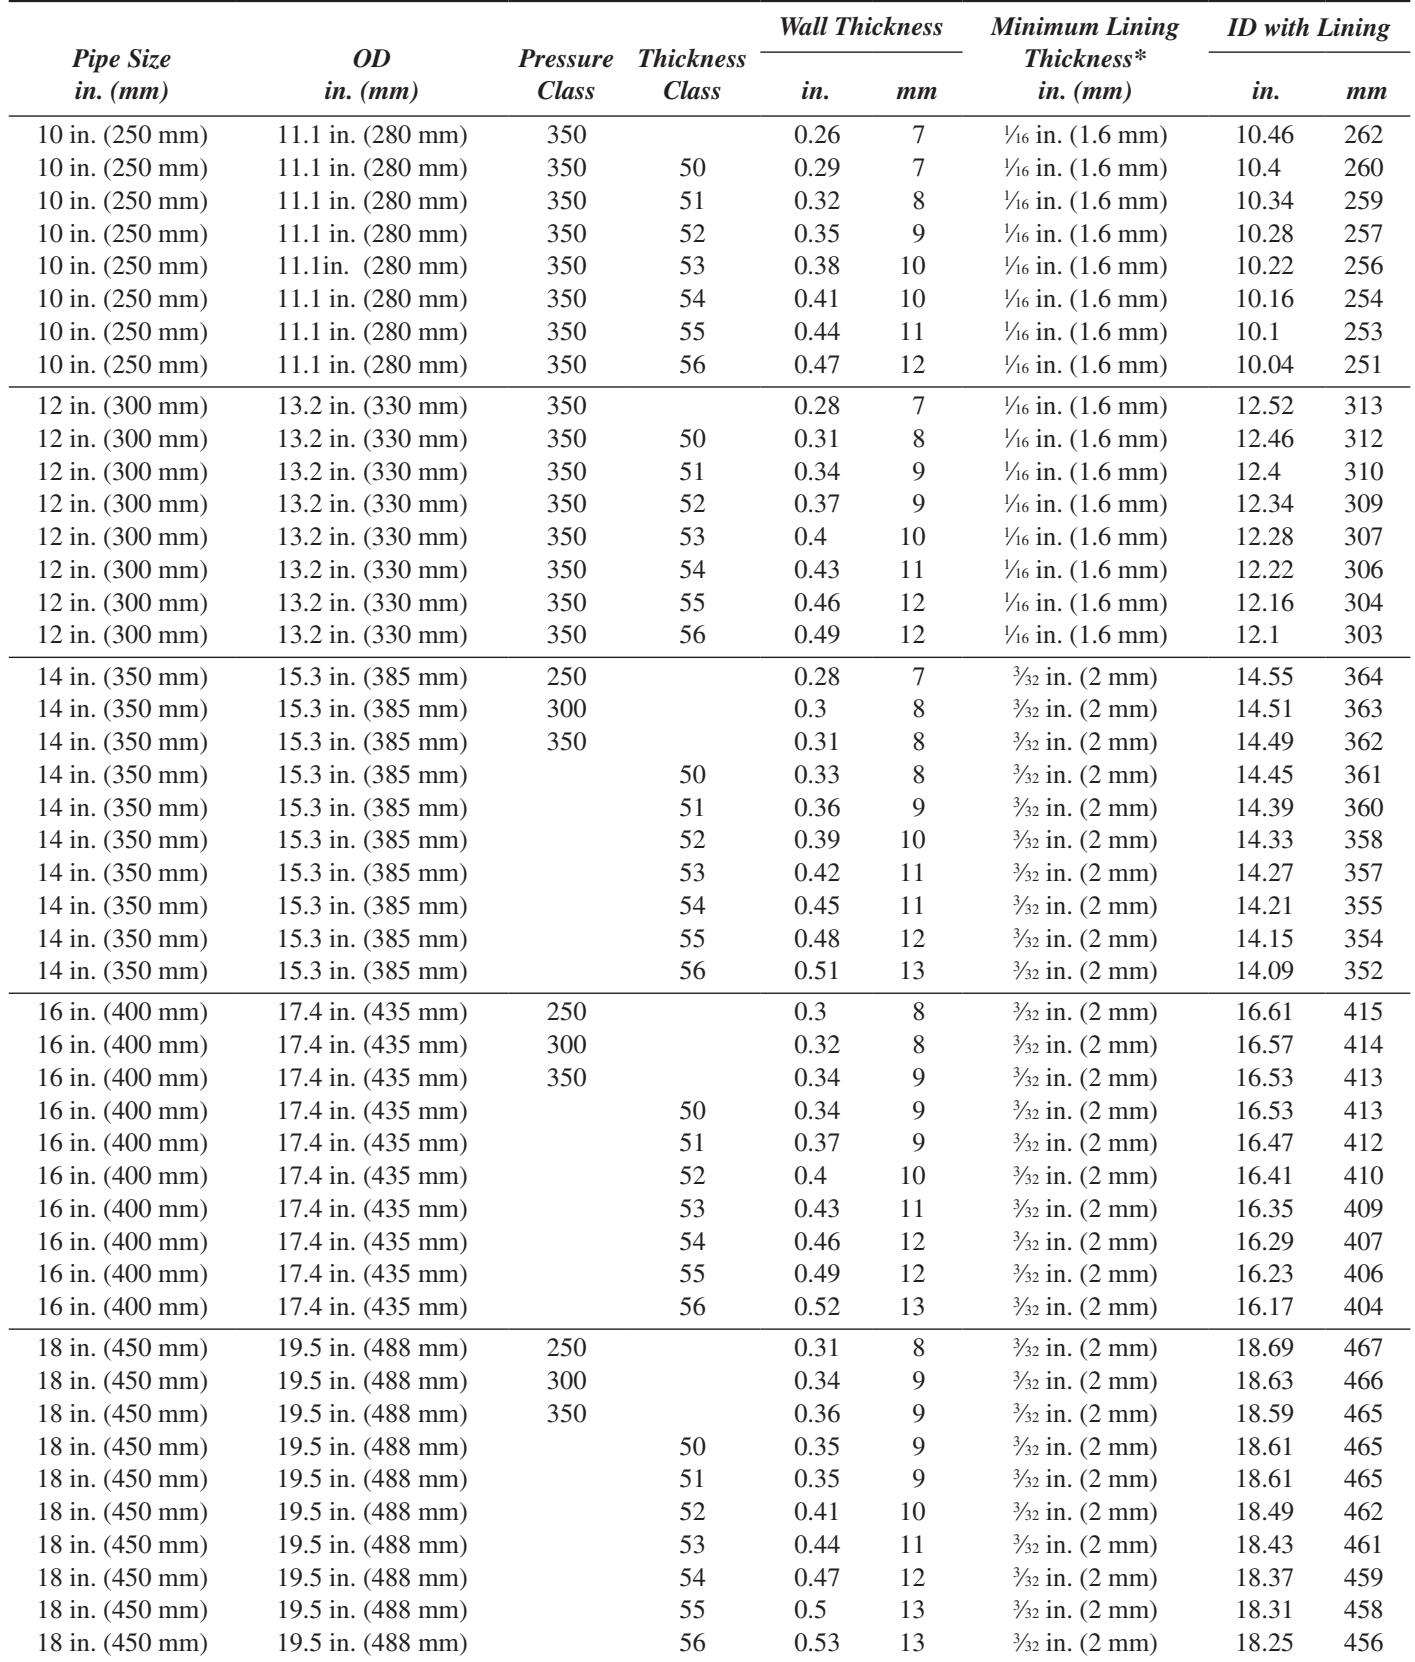 Wall Thickness Minimum Lining ID with Lining
Pipe Size OD Pressure Thickness Thickness*
in. (mm) in. (mm) Class Class in. mm in. (mm) in. mm
10 in. (250 mm) 11.1 in. (280 mm) 350 0.26 7 1⁄16 in. (1.6 mm) 10.46 262
10 in. (250 mm) 11.1 in. (280 mm) 350 50 0.29 7 1⁄16 in. (1.6 mm) 10.4 260
10 in. (250 mm) 11.1 in. (280 mm) 350 51 0.32 8 1⁄16 in. (1.6 mm) 10.34 259
10 in. (250 mm) 11.1 in. (280 mm) 350 52 0.35 9 1⁄16 in. (1.6 mm) 10.28 257
10 in. (250 mm) 11.1in. (280 mm) 350 53 0.38 10 1⁄16 in. (1.6 mm) 10.22 256
10 in. (250 mm) 11.1 in. (280 mm) 350 54 0.41 10 1⁄16 in. (1.6 mm) 10.16 254
10 in. (250 mm) 11.1 in. (280 mm) 350 55 0.44 11 1⁄16 in. (1.6 mm) 10.1 253
10 in. (250 mm) 11.1 in. (280 mm) 350 56 0.47 12 1⁄16 in. (1.6 mm) 10.04 251
12 in. (300 mm) 13.2 in. (330 mm) 350 0.28 7 1⁄16 in. (1.6 mm) 12.52 313
12 in. (300 mm) 13.2 in. (330 mm) 350 50 0.31 8 1⁄16 in. (1.6 mm) 12.46 312
12 in. (300 mm) 13.2 in. (330 mm) 350 51 0.34 9 1⁄16 in. (1.6 mm) 12.4 310
12 in. (300 mm) 13.2 in. (330 mm) 350 52 0.37 9 1⁄16 in. (1.6 mm) 12.34 309
12 in. (300 mm) 13.2 in. (330 mm) 350 53 0.4 10 1⁄16 in. (1.6 mm) 12.28 307
12 in. (300 mm) 13.2 in. (330 mm) 350 54 0.43 11 1⁄16 in. (1.6 mm) 12.22 306
12 in. (300 mm) 13.2 in. (330 mm) 350 55 0.46 12 1⁄16 in. (1.6 mm) 12.16 304
12 in. (300 mm) 13.2 in. (330 mm) 350 56 0.49 12 1⁄16 in. (1.6 mm) 12.1 303
14 in. (350 mm) 15.3 in. (385 mm) 250 0.28 7 3⁄32 in. (2 mm) 14.55 364
14 in. (350 mm) 15.3 in. (385 mm) 300 0.3 8 3⁄32 in. (2 mm) 14.51 363
14 in. (350 mm) 15.3 in. (385 mm) 350 0.31 8 3⁄32 in. (2 mm) 14.49 362
14 in. (350 mm) 15.3 in. (385 mm) 50 0.33 8 3⁄32 in. (2 mm) 14.45 361
14 in. (350 mm) 15.3 in. (385 mm) 51 0.36 9 3⁄32 in. (2 mm) 14.39 360
14 in. (350 mm) 15.3 in. (385 mm) 52 0.39 10 3⁄32 in. (2 mm) 14.33 358
14 in. (350 mm) 15.3 in. (385 mm) 53 0.42 11 3⁄32 in. (2 mm) 14.27 357
14 in. (350 mm) 15.3 in. (385 mm) 54 0.45 11 3⁄32 in. (2 mm) 14.21 355
14 in. (350 mm) 15.3 in. (385 mm) 55 0.48 12 3⁄32 in. (2 mm) 14.15 354
14 in. (350 mm) 15.3 in. (385 mm) 56 0.51 13 3⁄32 in. (2 mm) 14.09 352
16 in. (400 mm) 17.4 in. (435 mm) 250 0.3 8 3⁄32 in. (2 mm) 16.61 415
16 in. (400 mm) 17.4 in. (435 mm) 300 0.32 8 3⁄32 in. (2 mm) 16.57 414
16 in. (400 mm) 17.4 in. (435 mm) 350 0.34 9 3⁄32 in. (2 mm) 16.53 413
16 in. (400 mm) 17.4 in. (435 mm) 50 0.34 9 3⁄32 in. (2 mm) 16.53 413
16 in. (400 mm) 17.4 in. (435 mm) 51 0.37 9 3⁄32 in. (2 mm) 16.47 412
16 in. (400 mm) 17.4 in. (435 mm) 52 0.4 10 3⁄32 in. (2 mm) 16.41 410
16 in. (400 mm) 17.4 in. (435 mm) 53 0.43 11 3⁄32 in. (2 mm) 16.35 409
16 in. (400 mm) 17.4 in. (435 mm) 54 0.46 12 3⁄32 in. (2 mm) 16.29 407
16 in. (400 mm) 17.4 in. (435 mm) 55 0.49 12 3⁄32 in. (2 mm) 16.23 406
16 in. (400 mm) 17.4 in. (435 mm) 56 0.52 13 3⁄32 in. (2 mm) 16.17 404
18 in. (450 mm) 19.5 in. (488 mm) 250 0.31 8 3⁄32 in. (2 mm) 18.69 467
18 in. (450 mm) 19.5 in. (488 mm) 300 0.34 9 3⁄32 in. (2 mm) 18.63 466
18 in. (450 mm) 19.5 in. (488 mm) 350 0.36 9 3⁄32 in. (2 mm) 18.59 465
18 in. (450 mm) 19.5 in. (488 mm) 50 0.35 9 3⁄32 in. (2 mm) 18.61 465
18 in. (450 mm) 19.5 in. (488 mm) 51 0.35 9 3⁄32 in. (2 mm) 18.61 465
18 in. (450 mm) 19.5 in. (488 mm) 52 0.41 10 3⁄32 in. (2 mm) 18.49 462
18 in. (450 mm) 19.5 in. (488 mm) 53 0.44 11 3⁄32 in. (2 mm) 18.43 461
18 in. (450 mm) 19.5 in. (488 mm) 54 0.47 12 3⁄32 in. (2 mm) 18.37 459
18 in. (450 mm) 19.5 in. (488 mm) 55 0.5 13 3⁄32 in. (2 mm) 18.31 458
18 in. (450 mm) 19.5 in. (488 mm) 56 0.53 13 3⁄32 in. (2 mm) 18.25 456